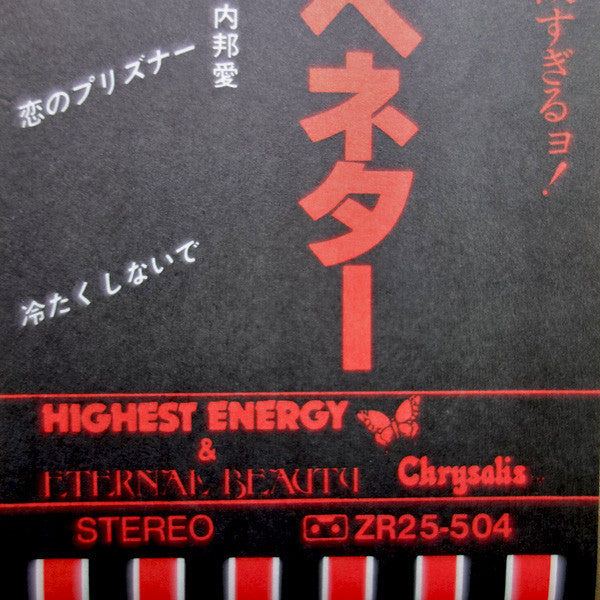 すぎるヨ!
ネター
内邦愛
恋のプリズナー
冷たくしないで
HIGHEST ENERGY
&
ETERNAL BEAUTY
Chrysalis
STEREO
ZR25-504